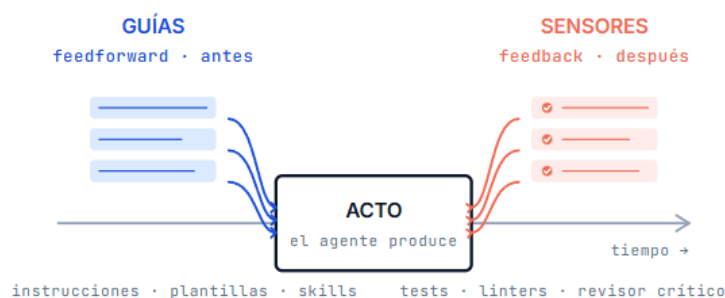 GUÍAS
feedforward · antes
SENSORES
feedback · después
ACTO
el agente produce
tiempo →
instrucciones · plantillas · skills
tests · linters · revisor crítico